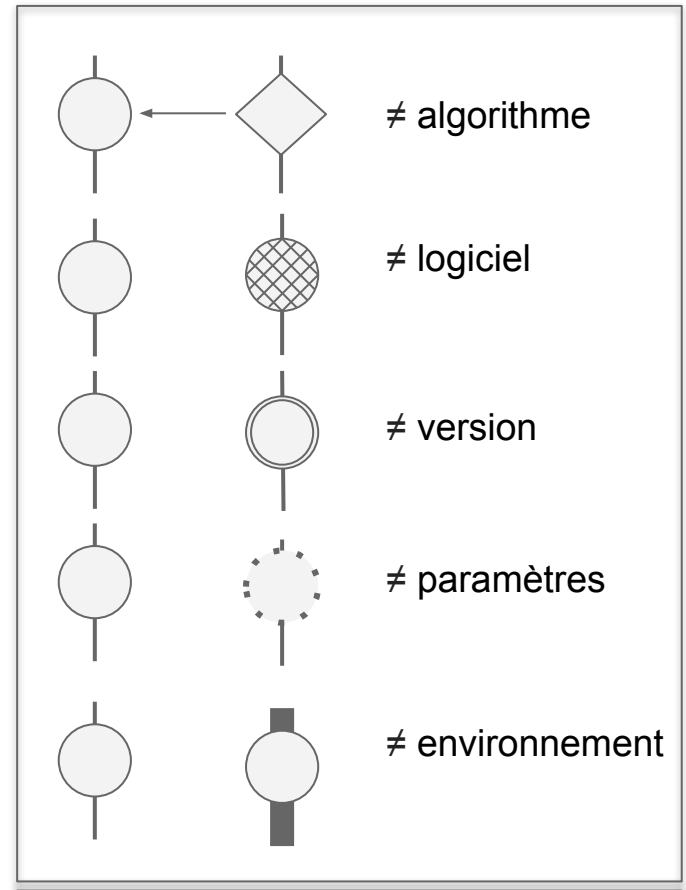 ≠ algorithme
≠ logiciel
≠ version
≠ paramètres
≠ environnement